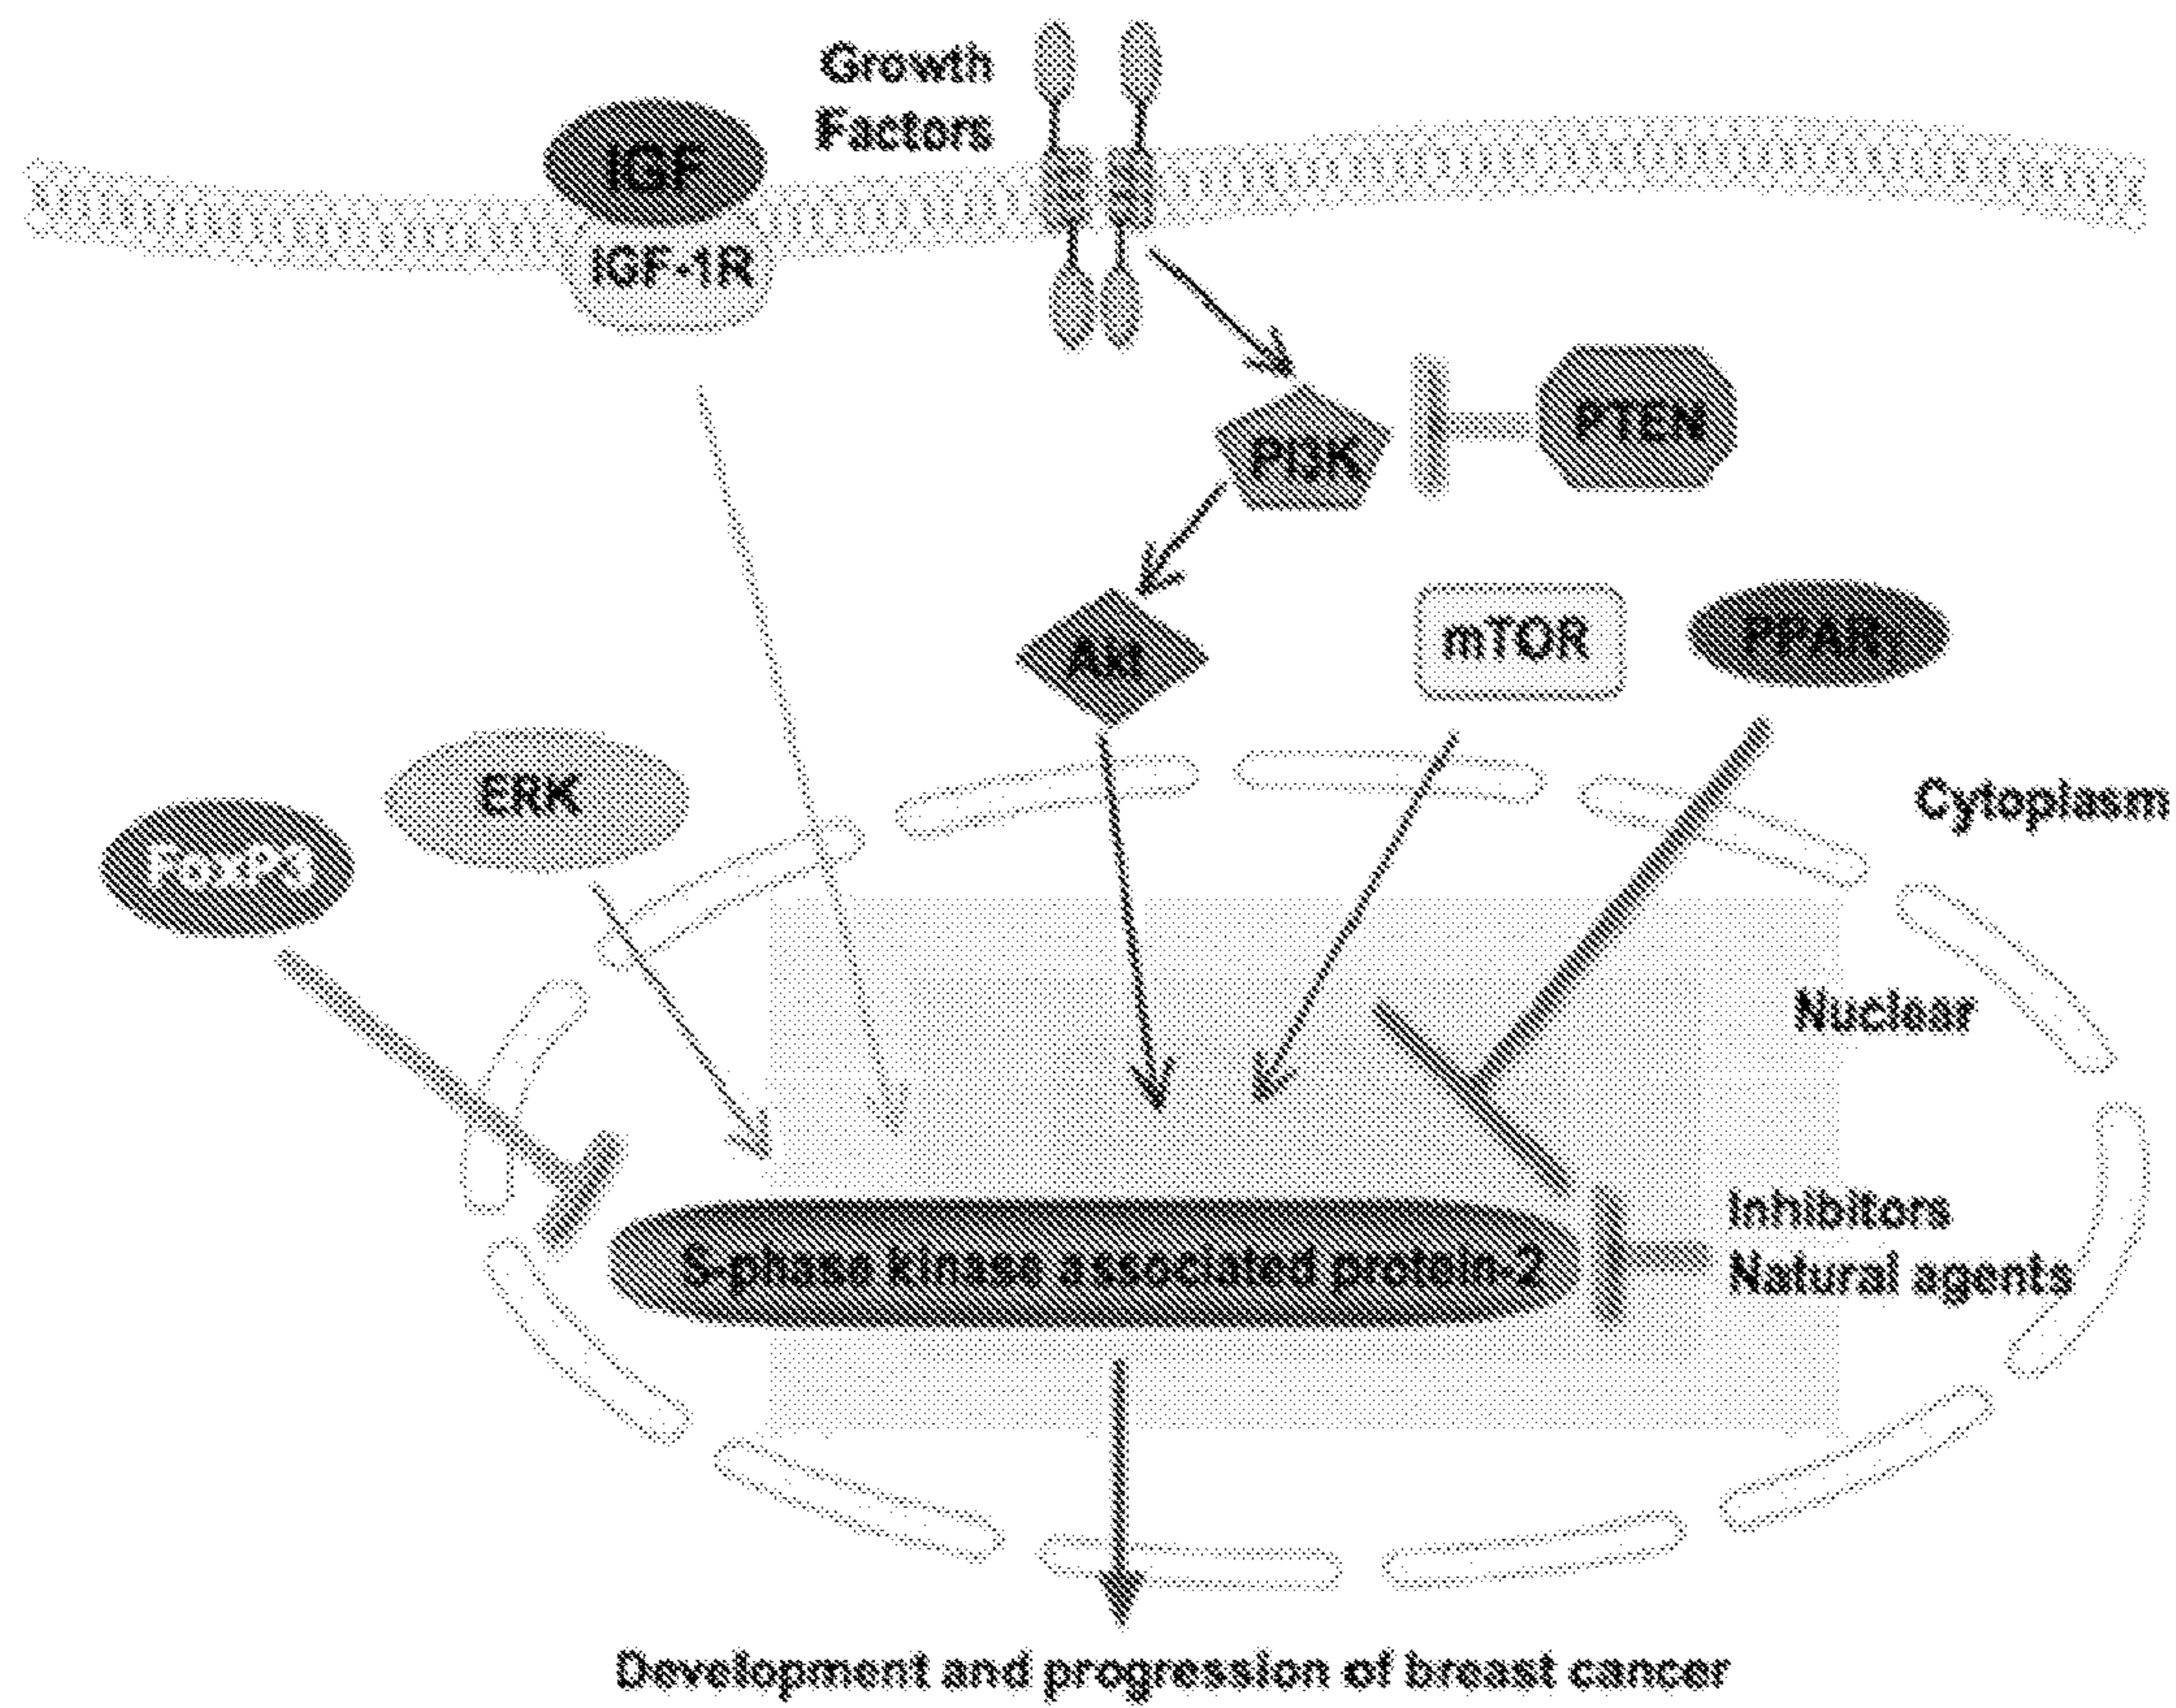 Growth
Factors
IGF
IGF-1R
PI3K
PTEN
Akt
mTOR
PPARγ
ERK
FoxP3
Cytoplasm
Nuclear
S-phase kinase associated protein-2
Inhibitors
Natural agents
Development and progression of breast cancer